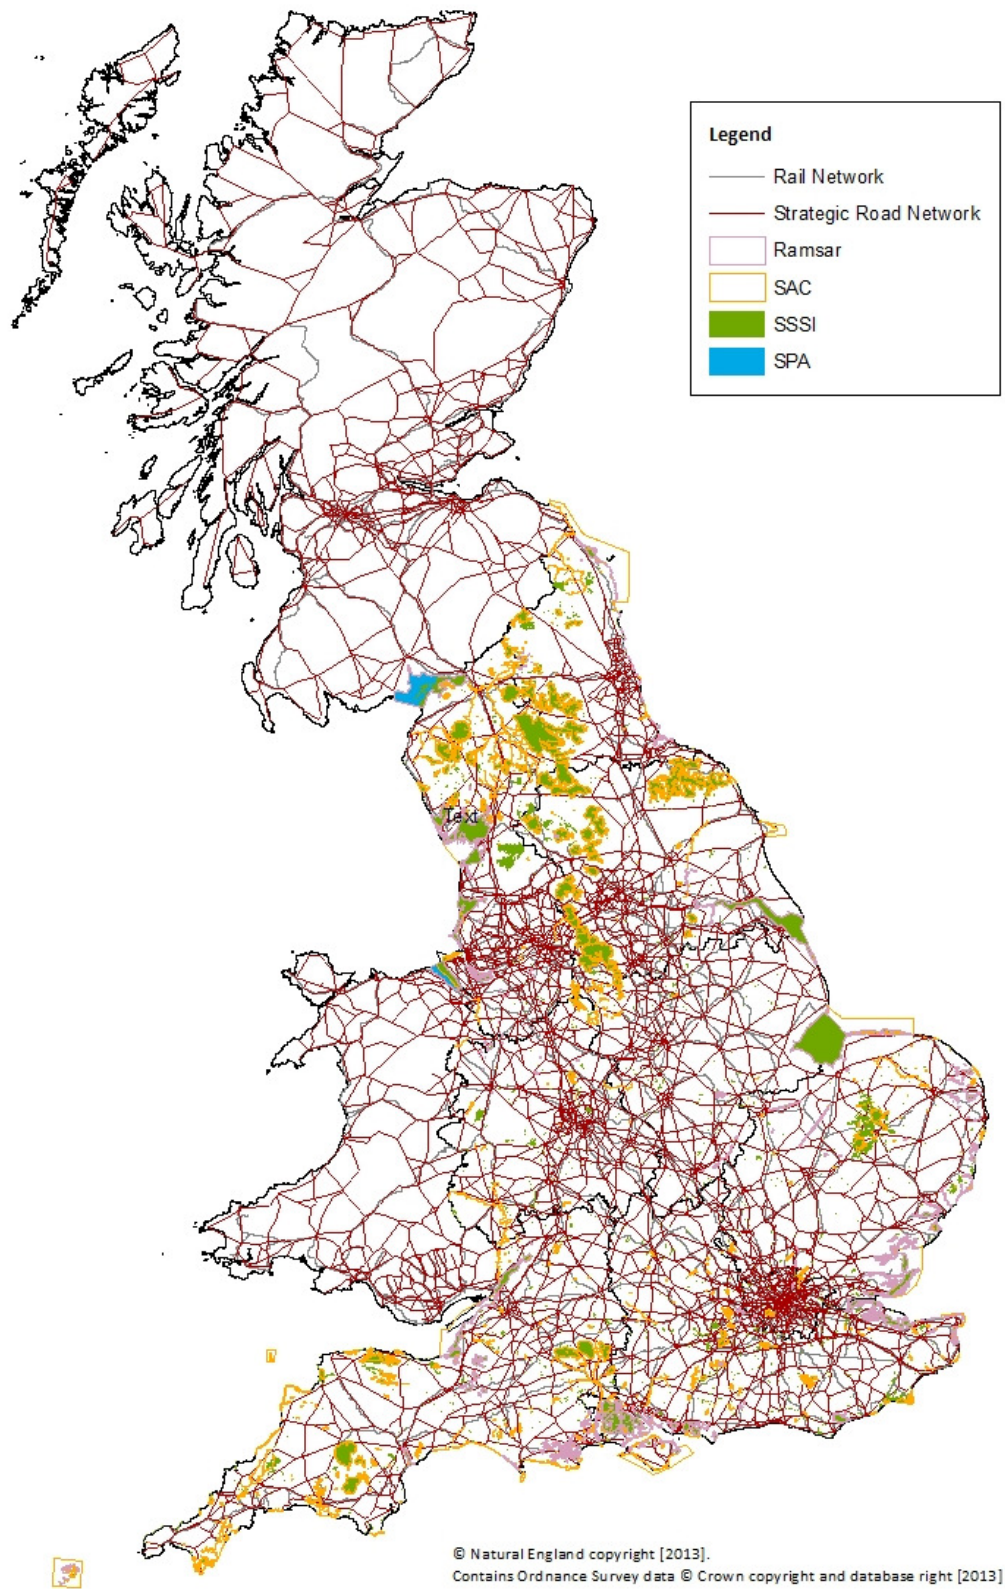 Legend
Rail Network
Strategic Road Network
Ramsar
SAC
SSSI
SPA
Text
© Natural England copyright [2013].
Contains Ordnance Survey data © Crown copyright and database right [2013]